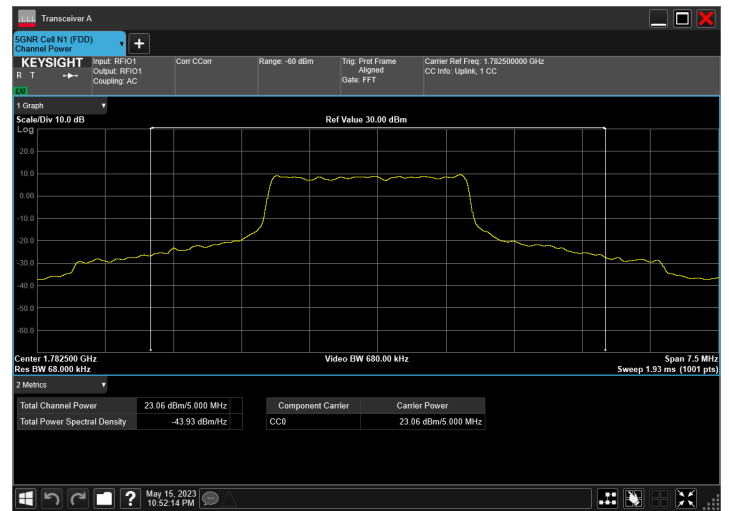 Transceiver A
5GNR Cell N1 (FDD)
Channel Power
KEYSIGHT
R T
LXI
Input: RFIO1
Output: RFIO1
Coupling: AC
Corr CCorr
Range: -60 dBm
Trig: Prot Frame
Aligned
Gate: FFT
Carrier Ref Freq: 1.782500000 GHz
CC Info: Uplink, 1 CC
1 Graph
Scale/Div 10.0 dB
Ref Value 30.00 dBm
Log
20.0
10.0
0.00
-10.0
-20.0
-30.0
-40.0
-50.0
-60.0
Center 1.782500 GHz
Video BW 680.00 kHz
Span 7.5 MHz
Res BW 68.000 kHz
Sweep 1.93 ms (1001 pts)
2 Metrics
Total Channel Power 23.06 dBm/5.000 MHz
Total Power Spectral Density -43.93 dBm/Hz
Component Carrier Carrier Power
CC0 23.06 dBm/5.000 MHz
?
May 15, 2023
10:52:14 PM